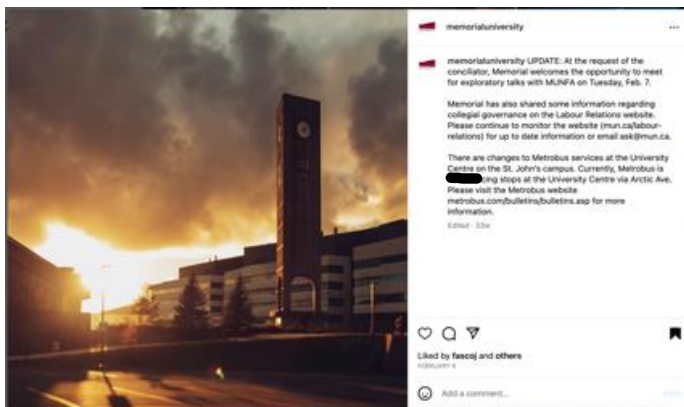 memorialuniversity
memorialuniversity UPDATE: At the request of the
conciliator, Memorial welcomes the opportunity to meet
for exploratory talks with MUNFA on Tuesday, Feb. 7.
Memorial has also shared some information regarding
collegial governance on the Labour Relations website.
Please continue to monitor the website (mun.ca/labour-
relations) for up to date information or email ask@mun.ca.
There are changes to Metrobus services at the University
Centre on the St. John's campus. Currently, Metrobus is
cing stops at the University Centre via Arctic Ave.
Please visit the Metrobus website
metrobus.com/bulletins/bulletins.asp for more
information.
Edited · 33w
Liked by fascoj and others
FEBRUARY 5
Add a comment...